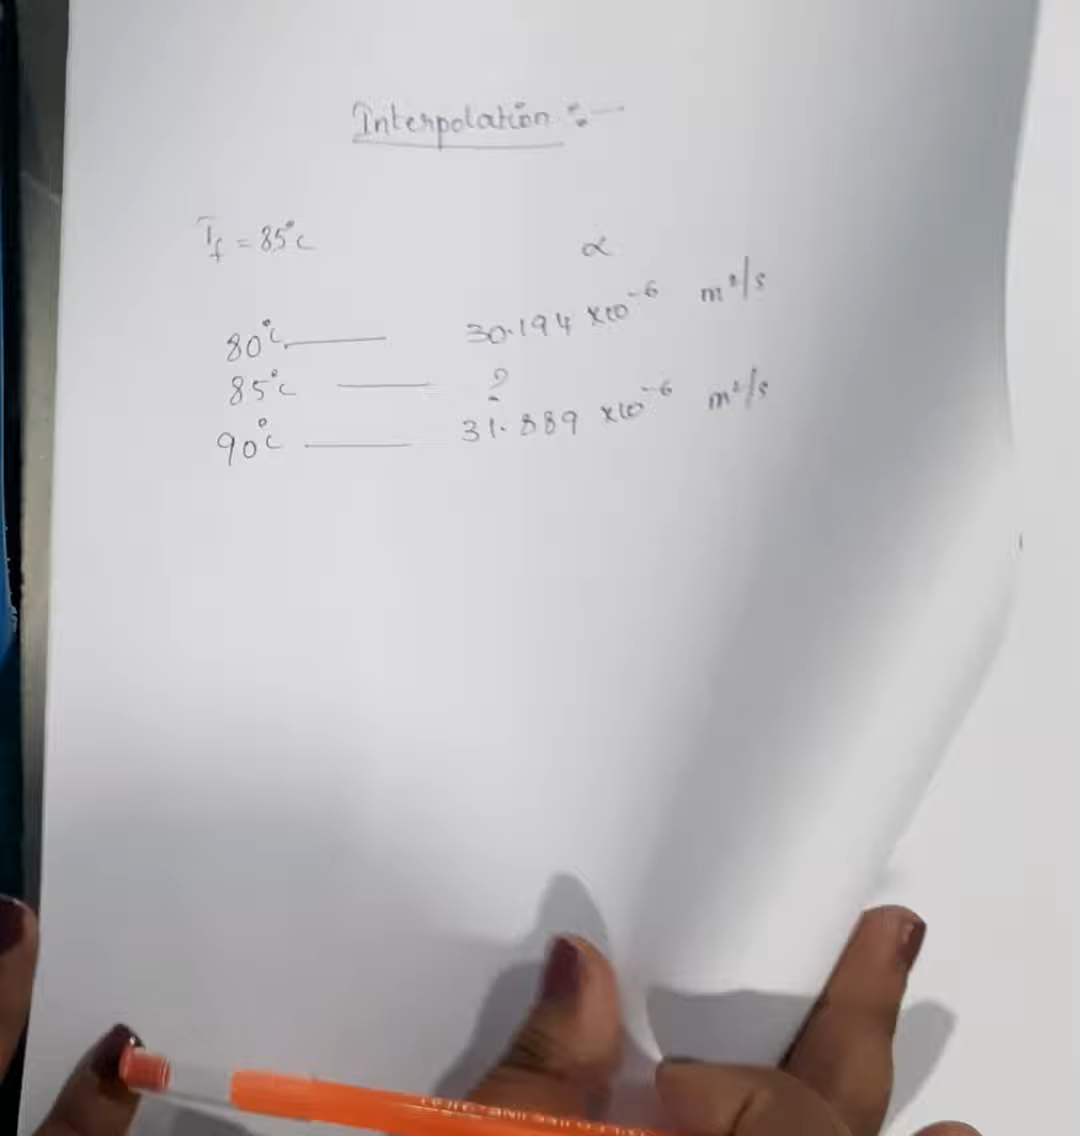 Interpolation :-
Tf = 85°C
α
80°C —— 30.194 x10⁻⁶ m²/s
85°C —— ?
90°C —— 31.889 x10⁻⁶ m²/s